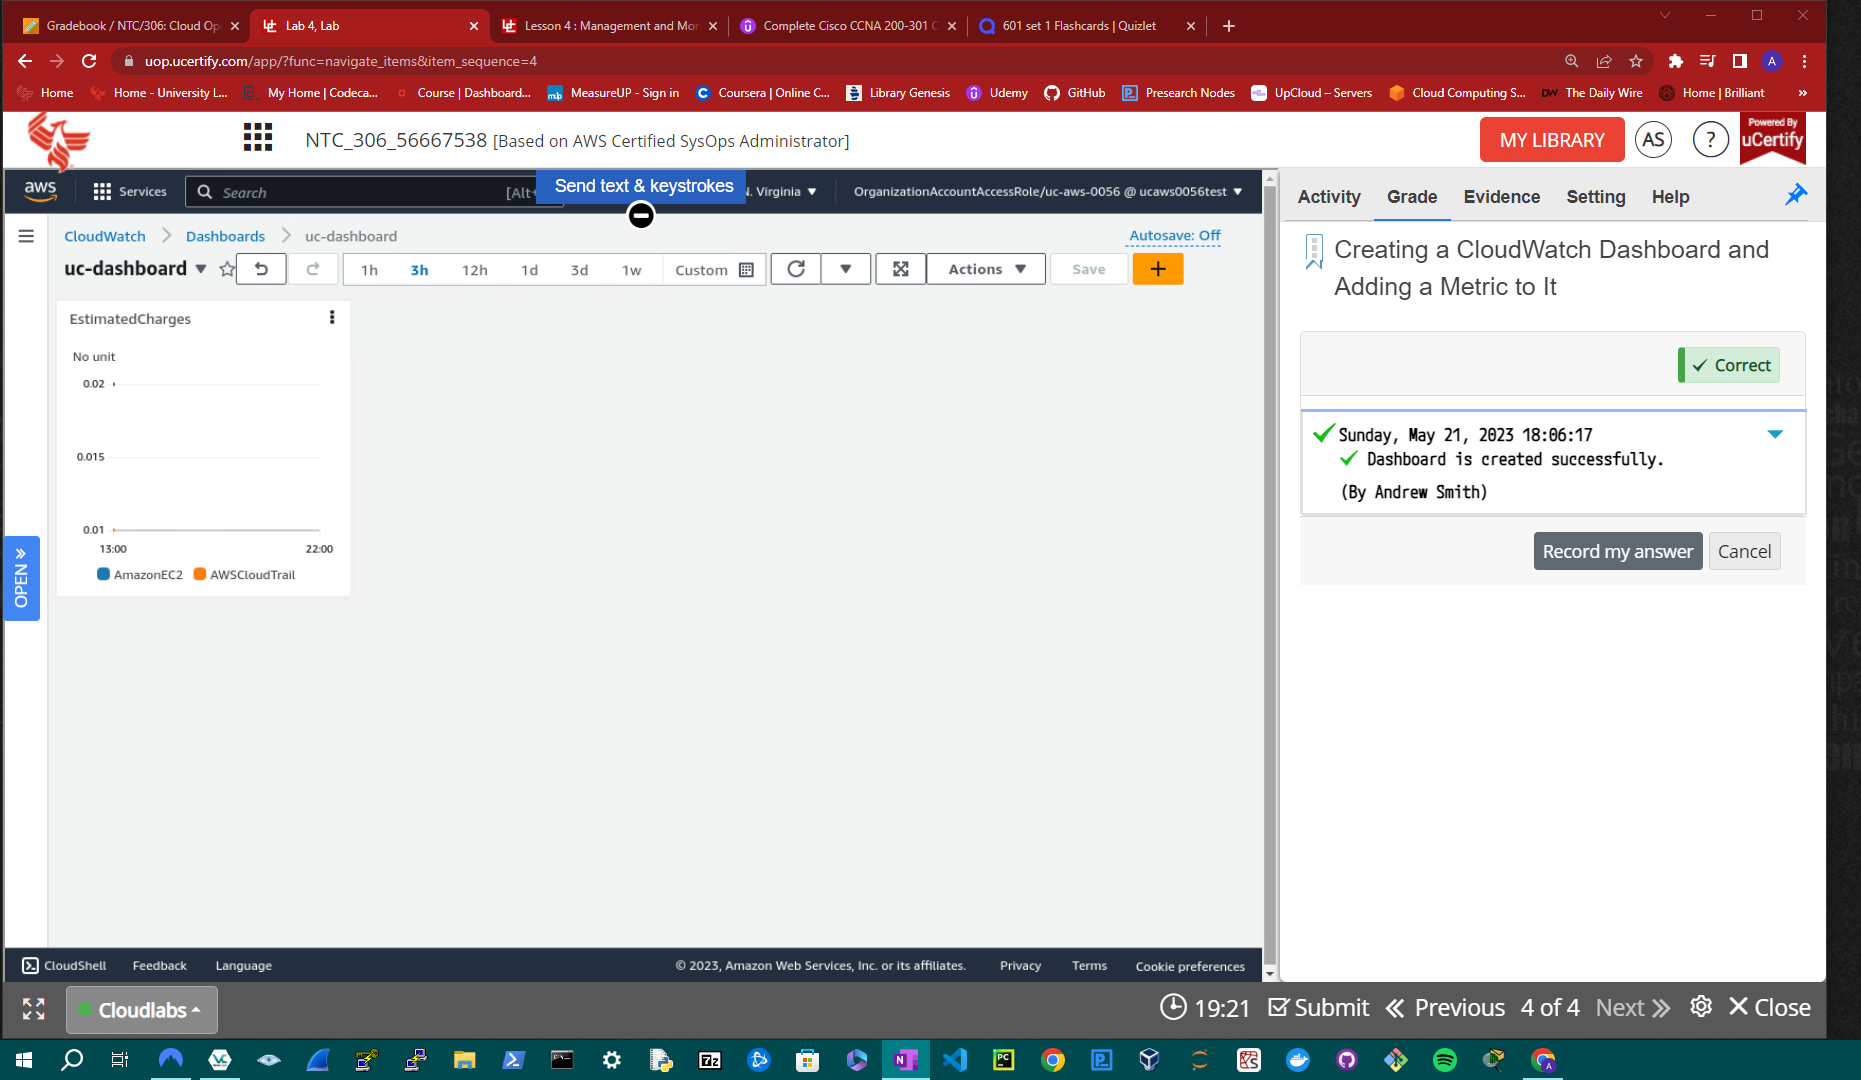 Gradebook / NTC/306: Cloud Op
Lab 4, Lab
Lesson 4 : Management and Mor
Complete Cisco CCNA 200-301 C
601 set 1 Flashcards | Quizlet
uop.ucertify.com/app/?func=navigate_items&item_sequence=4
A
Home
Home - University L...
My Home | Codeca...
Course | Dashboard...
MeasureUP - Sign in
Coursera | Online C...
Library Genesis
Udemy
GitHub
Presearch Nodes
UpCloud – Servers
Cloud Computing S...
DW The Daily Wire
Home | Brilliant
NTC_306_56667538 [Based on AWS Certified SysOps Administrator]
MY LIBRARY
AS
?
Powered By
uCertify
aws
Services
Search
[Alt+
Send text & keystrokes
N. Virginia
OrganizationAccountAccessRole/uc-aws-0056 @ ucaws0056test
CloudWatch
Dashboards
uc-dashboard
Autosave: Off
uc-dashboard
1h
3h
12h
1d
3d
1w
Custom
Actions
Save
+
EstimatedCharges
No unit
0.02
0.015
0.01
13:00
22:00
AmazonEC2
AWSCloudTrail
OPEN »
CloudShell
Feedback
Language
© 2023, Amazon Web Services, Inc. or its affiliates.
Privacy
Terms
Cookie preferences
Activity
Grade
Evidence
Setting
Help
Creating a CloudWatch Dashboard and
Adding a Metric to It
Correct
Sunday, May 21, 2023 18:06:17
Dashboard is created successfully.
(By Andrew Smith)
Record my answer
Cancel
Cloudlabs
19:21
Submit
Previous
4 of 4
Next
Close